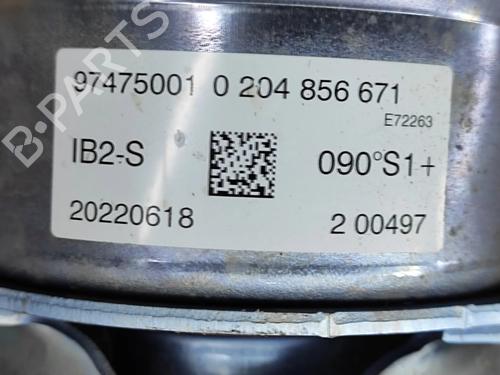 B-PARTS
97475001 0 204 856 671
E72263
IB2-S 090°S1+
20220618 2 00497